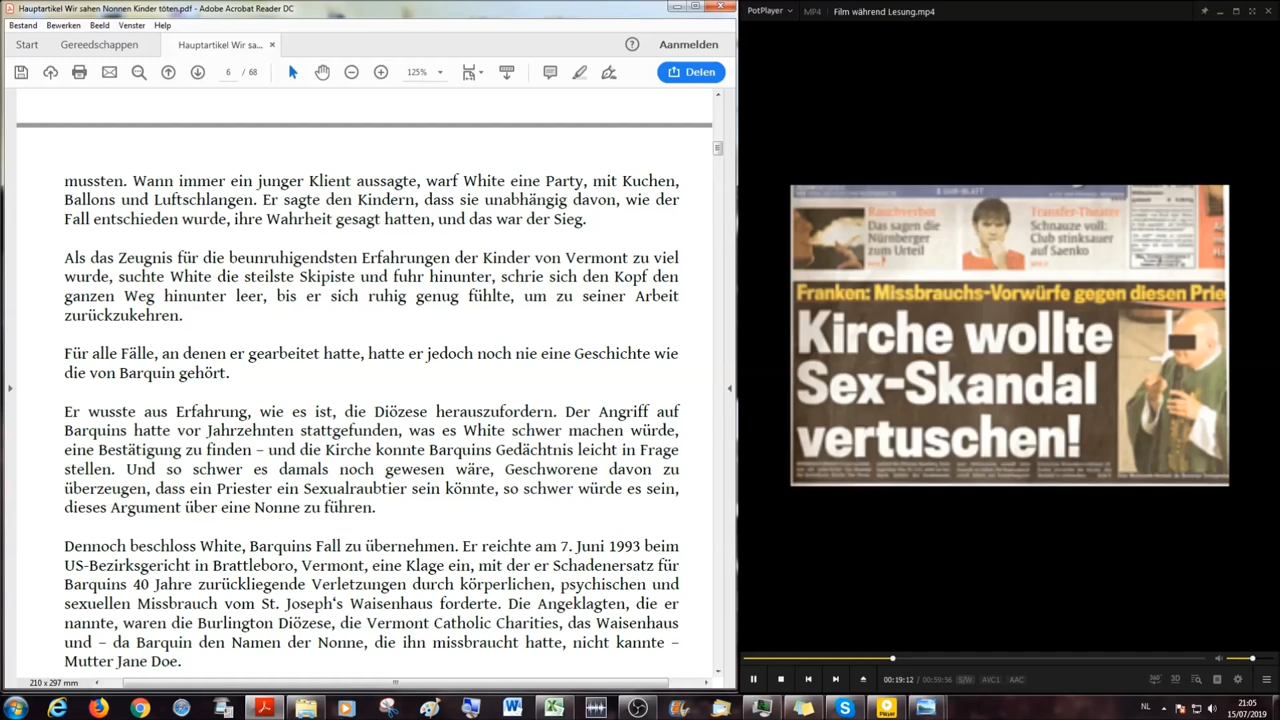 Hauptartikel Wir sahen Nonnen Kinder töten.pdf - Adobe Acrobat Reader DC
Bestand Bewerken Beeld Venster Help
Start Gereedschappen Hauptartikel Wir sa... × Aanmelden
6 / 68 125% Delen
mussten. Wann immer ein junger Klient aussagte, warf White eine Party, mit Kuchen,
Ballons und Luftschlangen. Er sagte den Kindern, dass sie unabhängig davon, wie der
Fall entschieden wurde, ihre Wahrheit gesagt hatten, und das war der Sieg.
Als das Zeugnis für die beunruhigendsten Erfahrungen der Kinder von Vermont zu viel
wurde, suchte White die steilste Skipiste und fuhr hinunter, schrie sich den Kopf den
ganzen Weg hinunter leer, bis er sich ruhig genug fühlte, um zu seiner Arbeit
zurückzukehren.
Für alle Fälle, an denen er gearbeitet hatte, hatte er jedoch noch nie eine Geschichte wie
die von Barquin gehört.
Er wusste aus Erfahrung, wie es ist, die Diözese herauszufordern. Der Angriff auf
Barquins hatte vor Jahrzehnten stattgefunden, was es White schwer machen würde,
eine Bestätigung zu finden – und die Kirche konnte Barquins Gedächtnis leicht in Frage
stellen. Und so schwer es damals noch gewesen wäre, Geschworene davon zu
überzeugen, dass ein Priester ein Sexualraubtier sein könnte, so schwer würde es sein,
dieses Argument über eine Nonne zu führen.
Dennoch beschloss White, Barquins Fall zu übernehmen. Er reichte am 7. Juni 1993 beim
US-Bezirksgericht in Brattleboro, Vermont, eine Klage ein, mit der er Schadenersatz für
Barquins 40 Jahre zurückliegende Verletzungen durch körperlichen, psychischen und
sexuellen Missbrauch vom St. Joseph‘s Waisenhaus forderte. Die Angeklagten, die er
nannte, waren die Burlington Diözese, die Vermont Catholic Charities, das Waisenhaus
und – da Barquin den Namen der Nonne, die ihn missbraucht hatte, nicht kannte –
Mutter Jane Doe.
210 x 297 mm
PotPlayer MP4 Film während Lesung.mp4
8 UHR-BLATT
Rauchverbot
Das sagen die
Nürnberger
zum Urteil
Transfer-Theater
Schnauze voll:
Club stinksauer
auf Saenko
Franken: Missbrauchs-Vorwürfe gegen diesen Prie
Kirche wollte
Sex-Skandal
vertuschen!
00:19:12 / 00:59:56 S/W AVC1 AAC
360° 3D
NL 21:05
15/07/2019